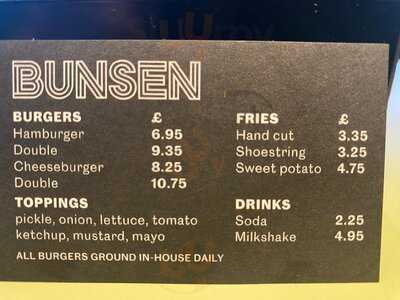 BUNSEN
BURGERS £
Hamburger 6.95
Double 9.35
Cheeseburger 8.25
Double 10.75
TOPPINGS
pickle, onion, lettuce, tomato
ketchup, mustard, mayo
ALL BURGERS GROUND IN-HOUSE DAILY
FRIES £
Hand cut 3.35
Shoestring 3.25
Sweet potato 4.75
DRINKS
Soda 2.25
Milkshake 4.95